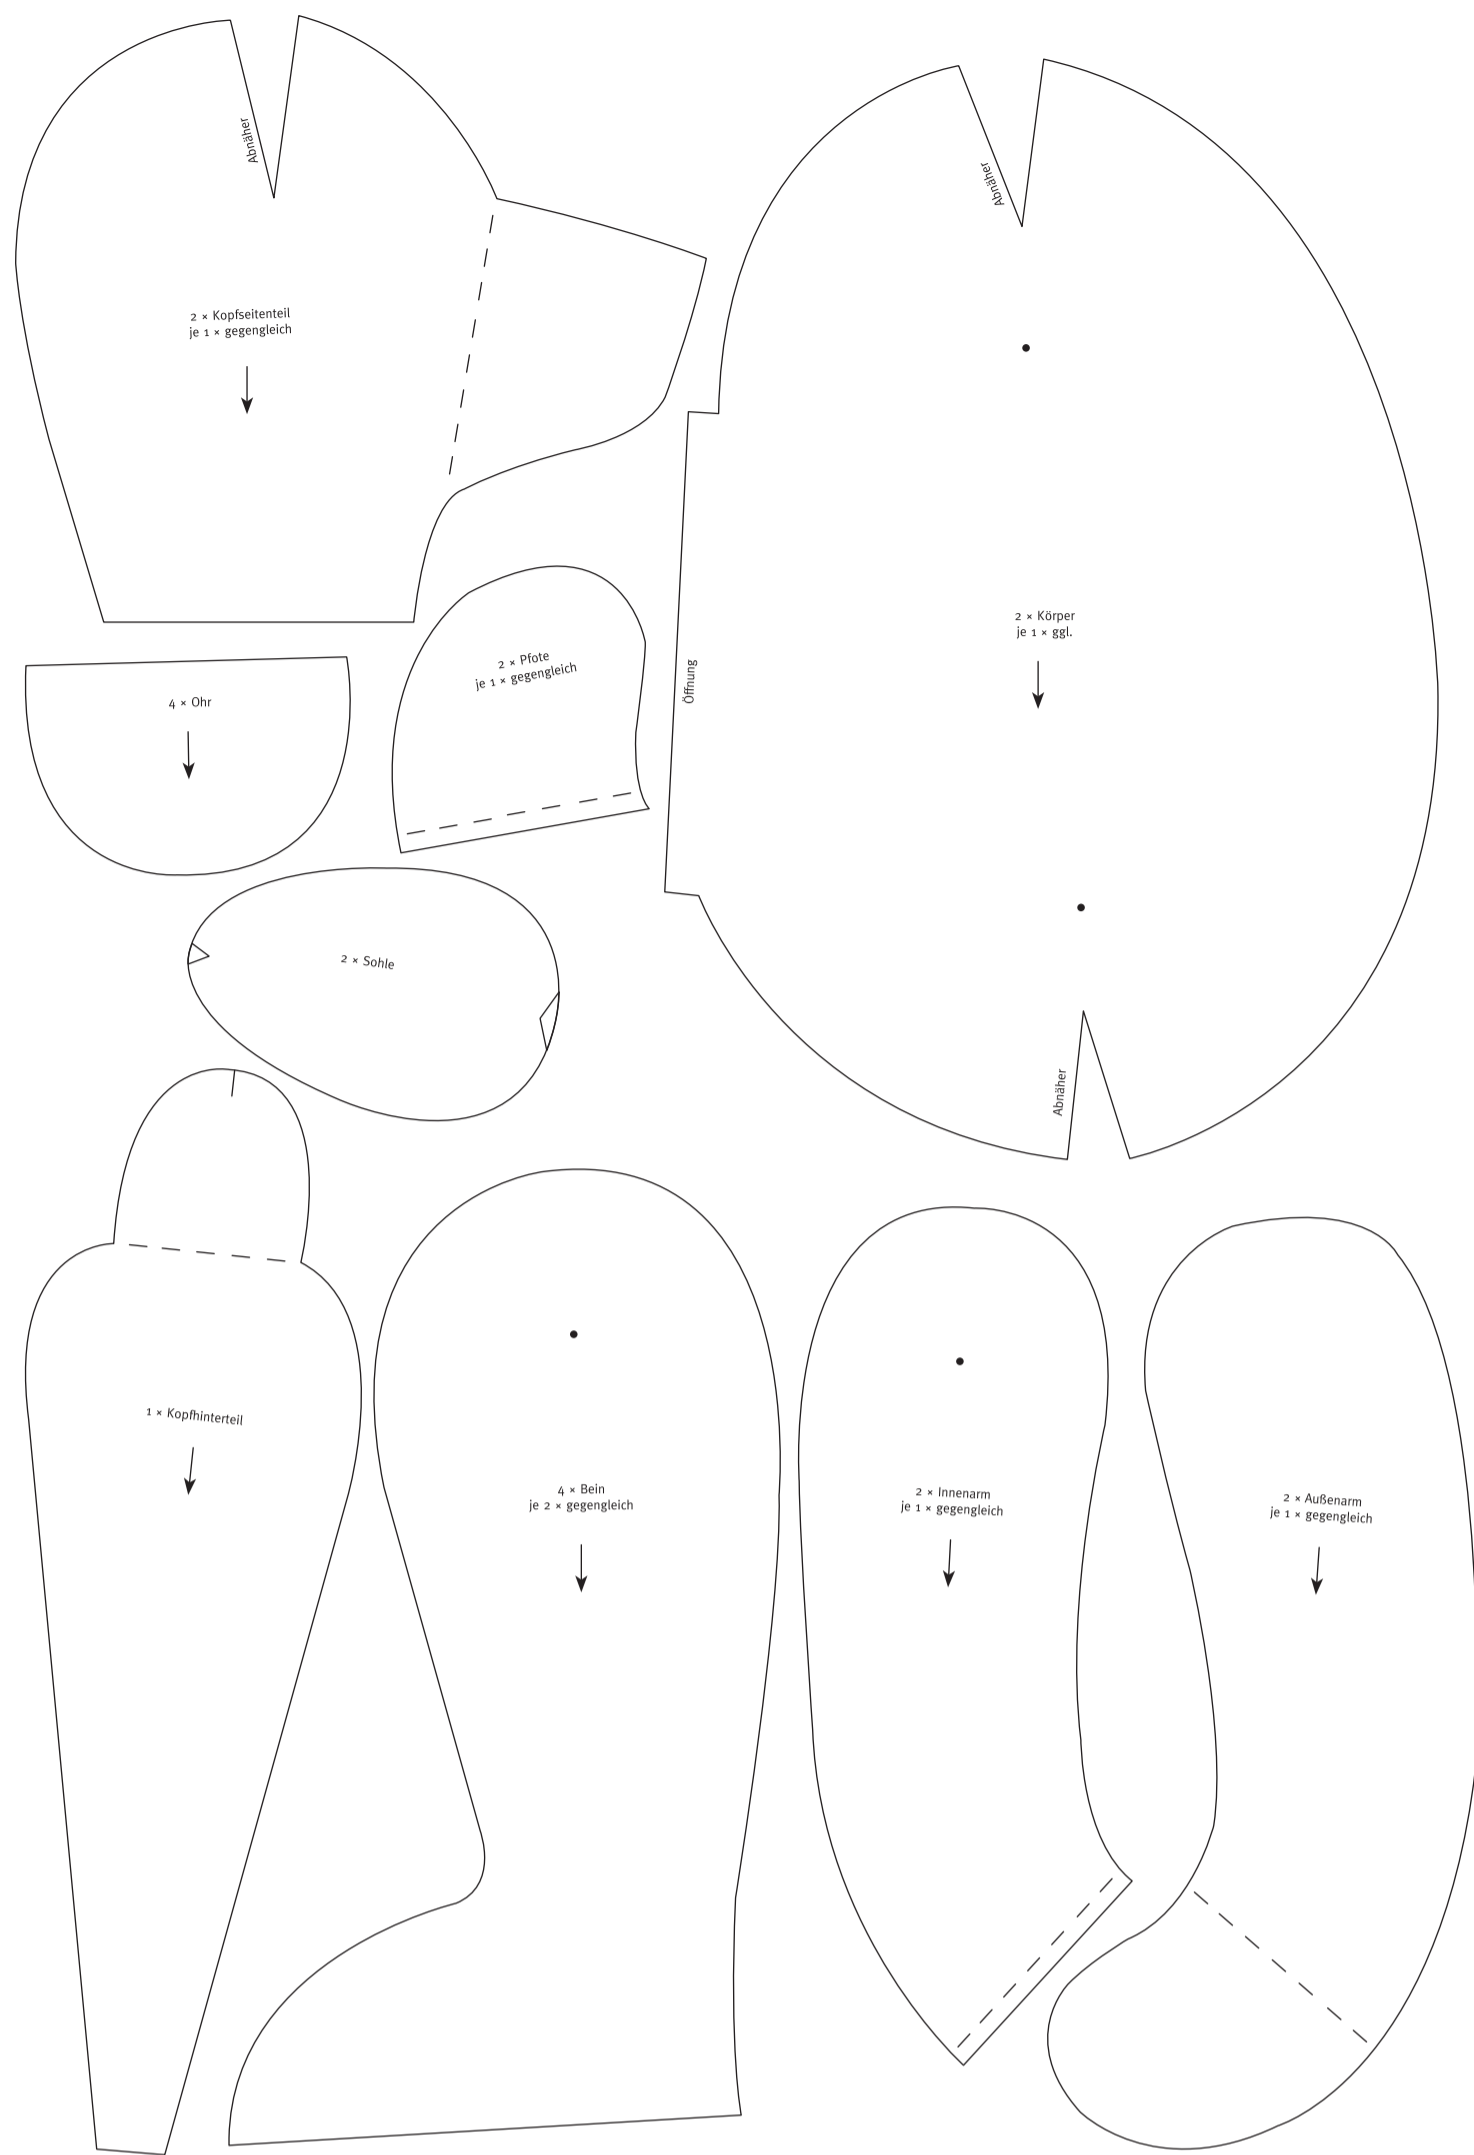 Abnäher
Abnäher
2 × Kopfseitenteil
je 1 × gegengleich
2 × Körper
je 1 × ggl.
Öffnung
2 × Pfote
je 1 × gegengleich
4 × Ohr
2 × Sohle
Abnäher
1 × Kopfhinterteil
4 × Bein
je 2 × gegengleich
2 × Innenarm
je 1 × gegengleich
2 × Außenarm
je 1 × gegengleich